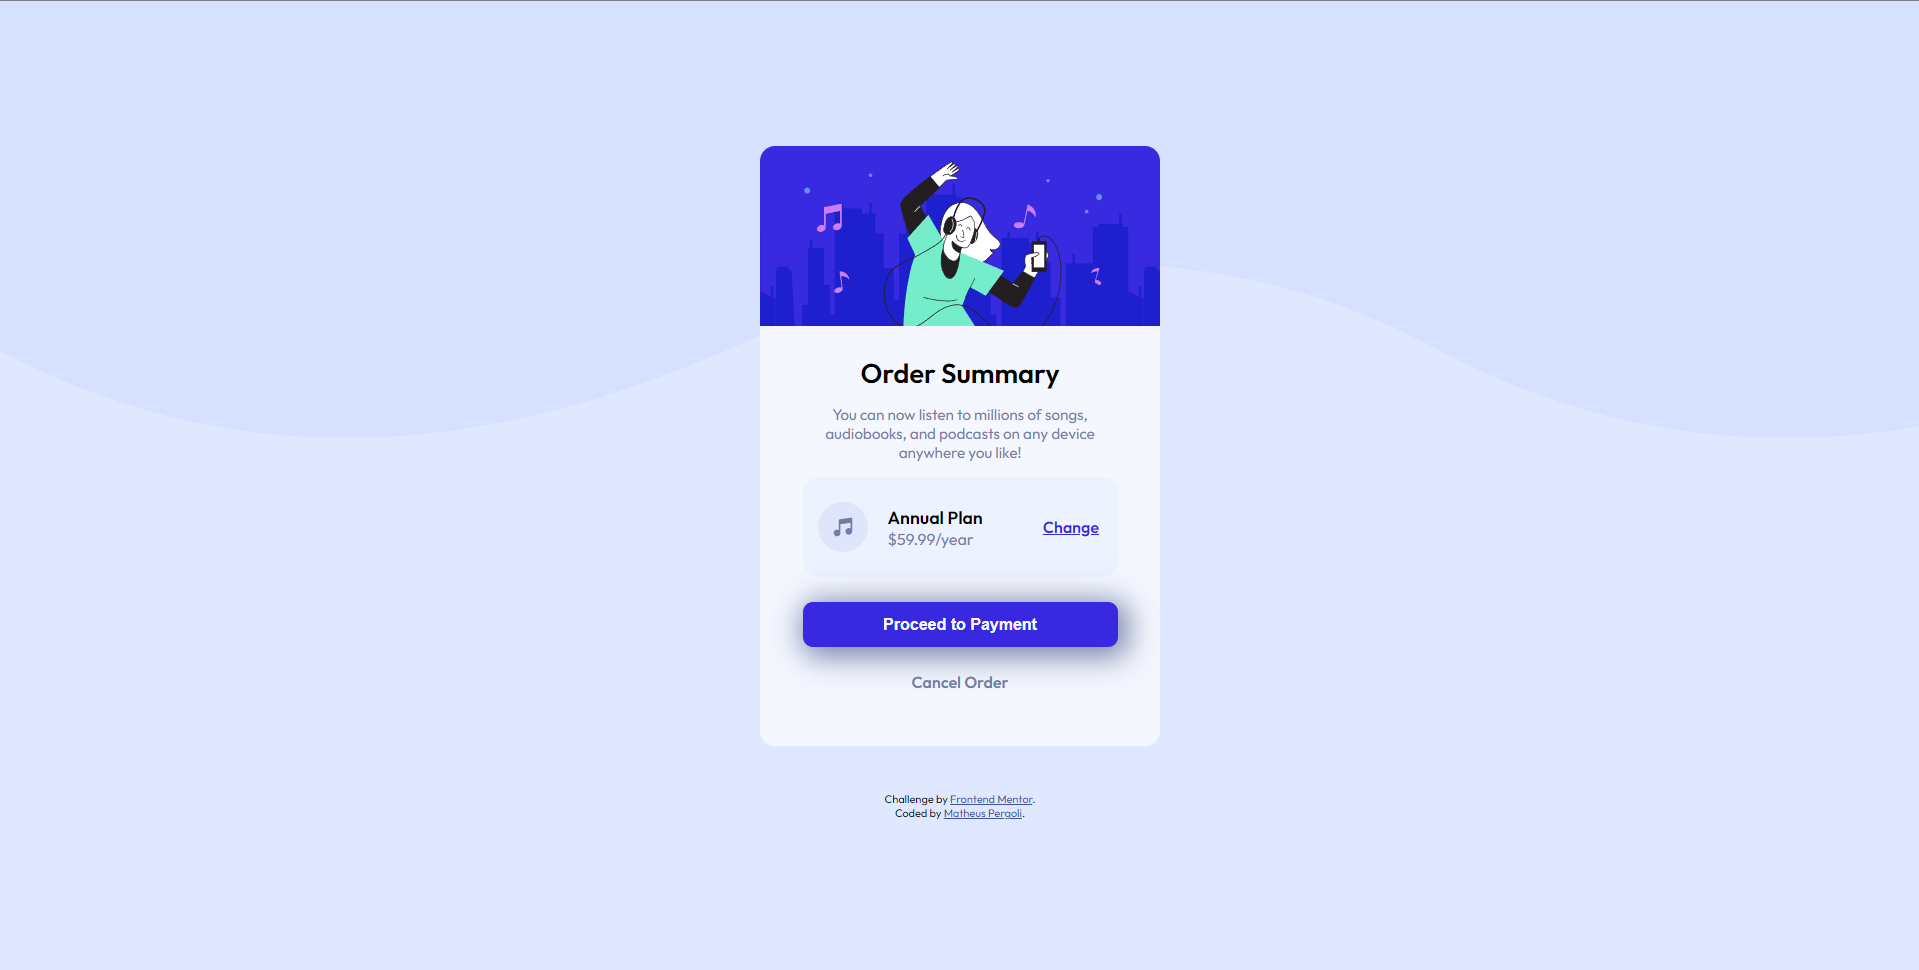 Order Summary
You can now listen to millions of songs,
audiobooks, and podcasts on any device
anywhere you like!
Annual Plan
$59.99/year
Change
Proceed to Payment
Cancel Order
Challenge by Frontend Mentor.
Coded by Matheus Pergoli.